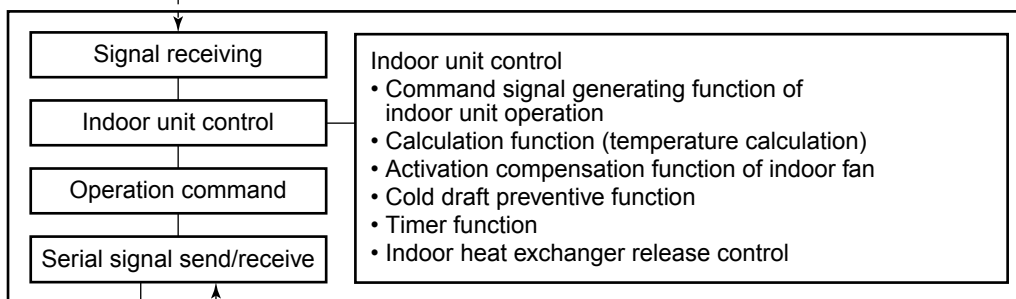 Signal receiving
Indoor unit control
Operation command
Serial signal send/receive
Indoor unit control
• Command signal generating function of
indoor unit operation
• Calculation function (temperature calculation)
• Activation compensation function of indoor fan
• Cold draft preventive function
• Timer function
• Indoor heat exchanger release control